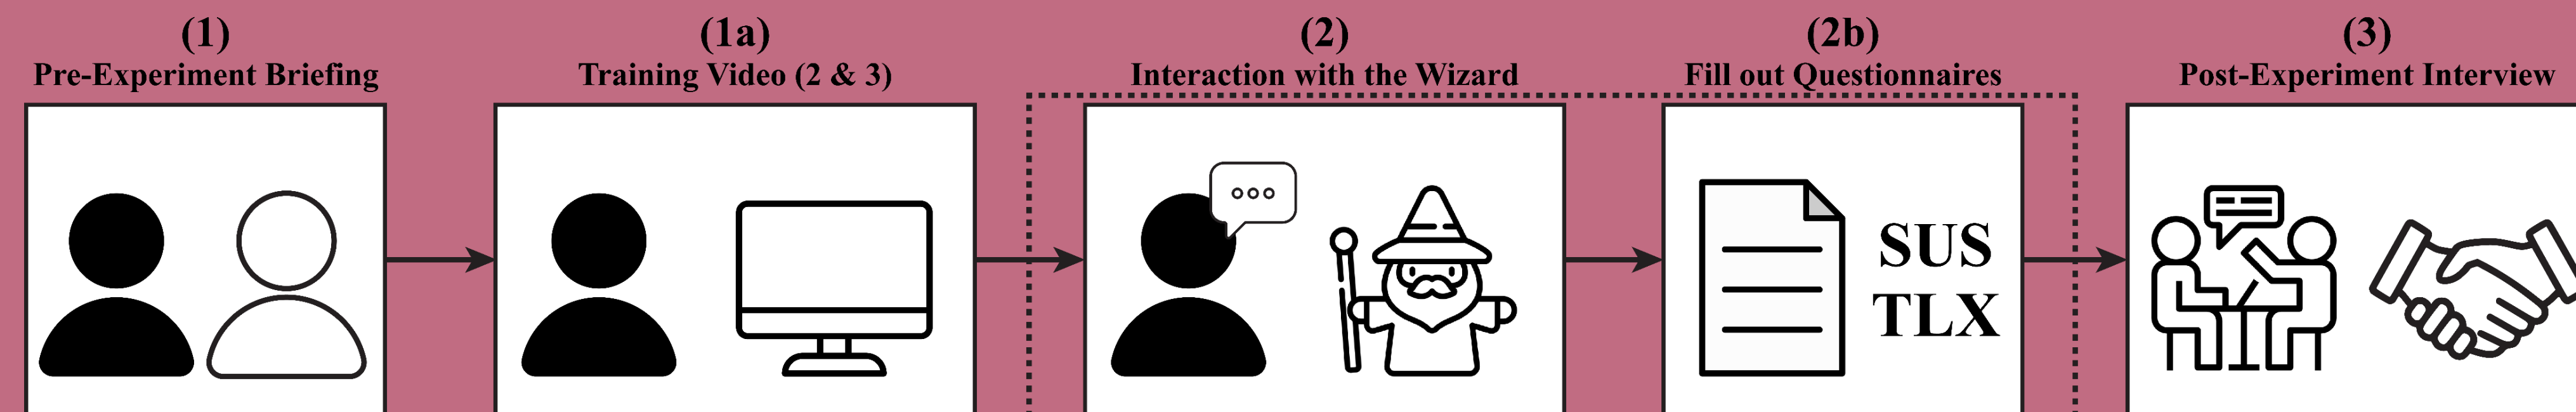 (1)
Pre-Experiment Briefing
(1a)
Training Video (2 & 3)
(2)
Interaction with the Wizard
(2b)
Fill out Questionnaires
SUS
TLX
(3)
Post-Experiment Interview